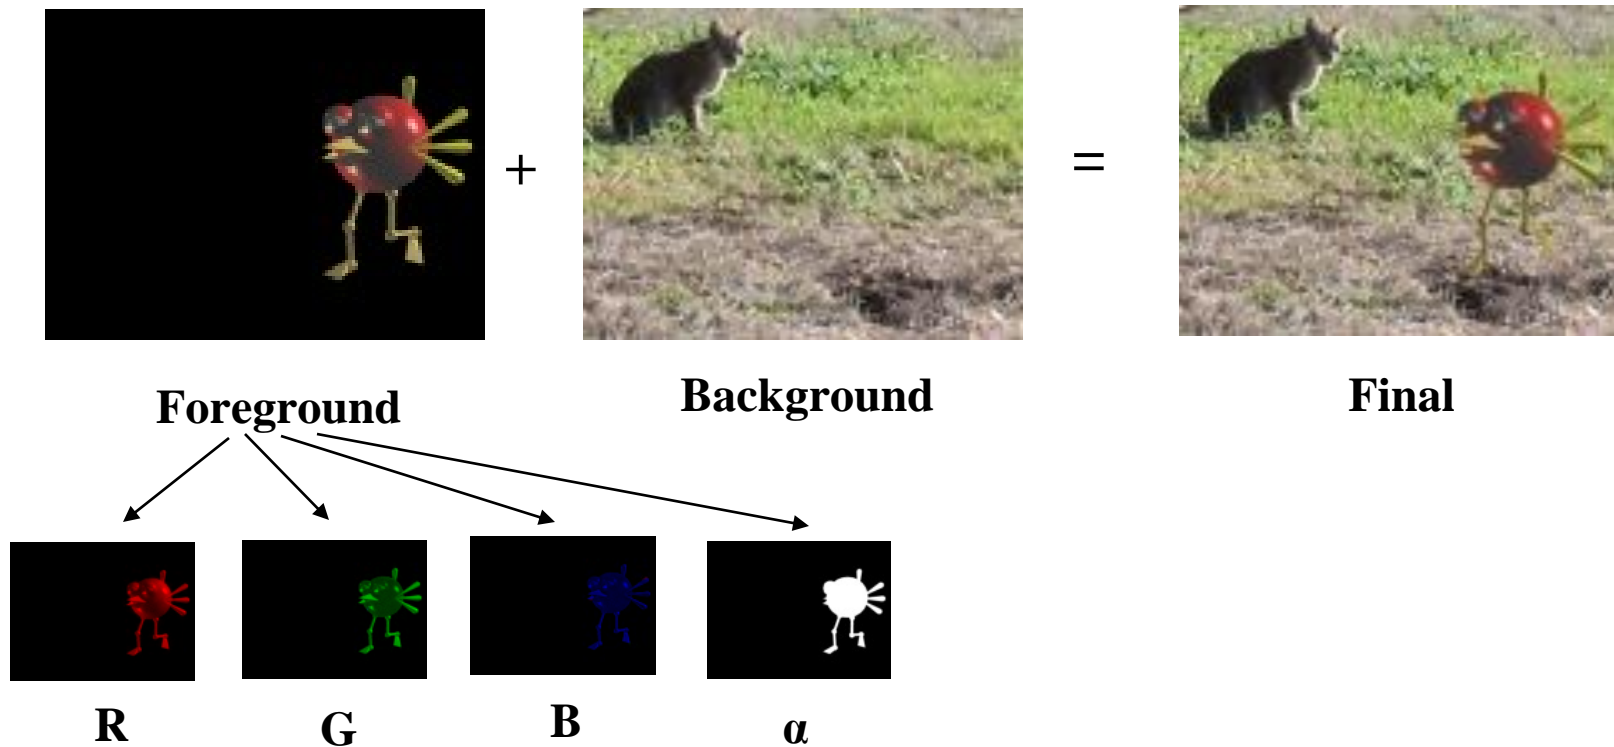 +
=
Foreground
Background
Final
R
G
B
α